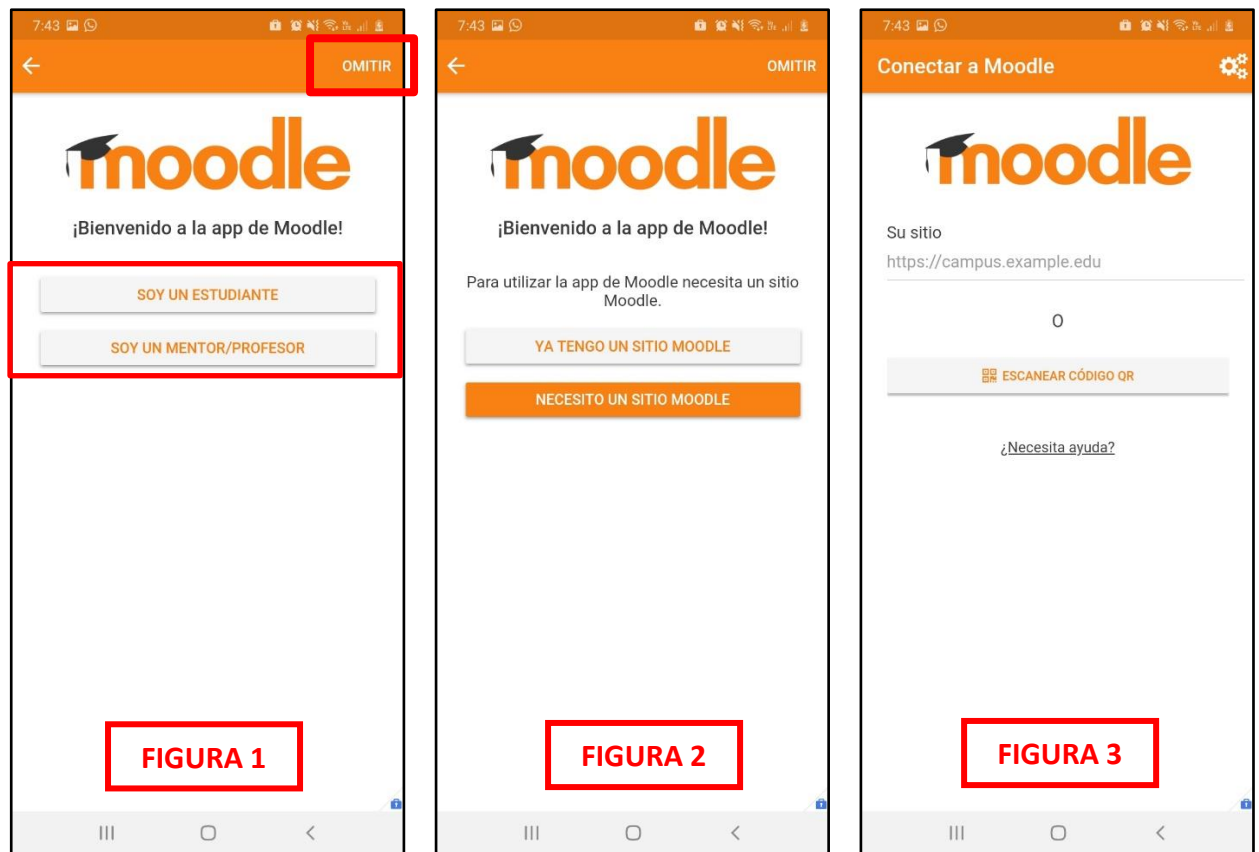 7:43
OMITIR
moodle
¡Bienvenido a la app de Moodle!
SOY UN ESTUDIANTE
SOY UN MENTOR/PROFESOR
FIGURA 1
7:43
OMITIR
moodle
¡Bienvenido a la app de Moodle!
Para utilizar la app de Moodle necesita un sitio
Moodle.
YA TENGO UN SITIO MOODLE
NECESITO UN SITIO MOODLE
FIGURA 2
7:43
Conectar a Moodle
moodle
Su sitio
https://campus.example.edu
O
ESCANEAR CÓDIGO QR
¿Necesita ayuda?
FIGURA 3